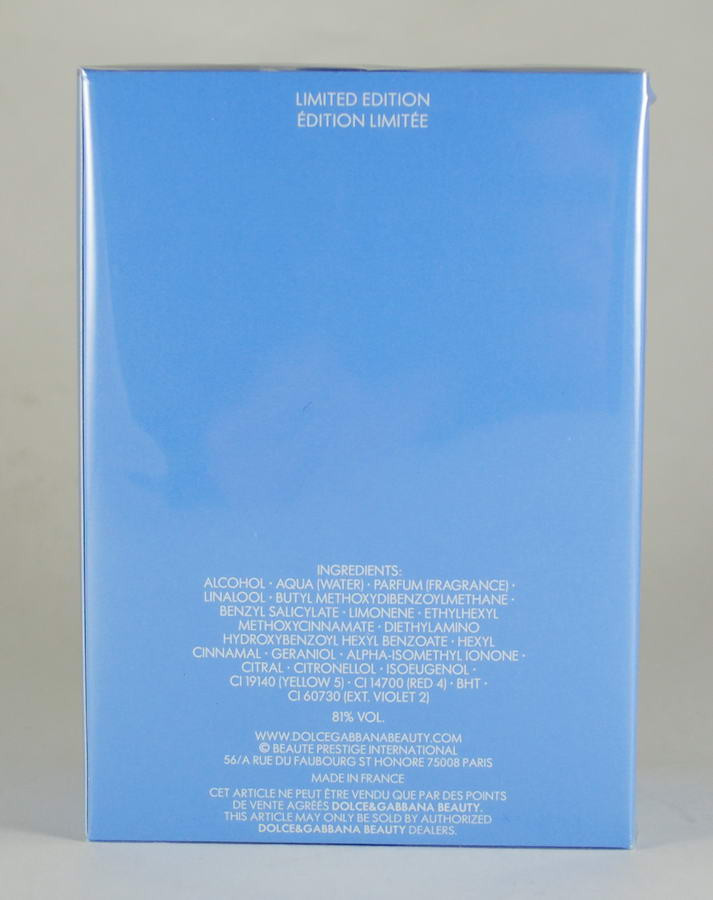 LIMITED EDITION
ÉDITION LIMITÉE
INGREDIENTS:
ALCOHOL · AQUA (WATER) · PARFUM (FRAGRANCE) ·
LINALOOL · BUTYL METHOXYDIBENZOYLMETHANE ·
BENZYL SALICYLATE · LIMONENE · ETHYLHEXYL
METHOXYCINNAMATE · DIETHYLAMINO
HYDROXYBENZOYL HEXYL BENZOATE · HEXYL
CINNAMAL · GERANIOL · ALPHA-ISOMETHYL IONONE ·
CITRAL · CITRONELLOL · ISOEUGENOL ·
CI 19140 (YELLOW 5) · CI 14700 (RED 4) · BHT ·
CI 60730 (EXT. VIOLET 2)
81% VOL.
WWW.DOLCEGABBANABEAUTY.COM
© BEAUTE PRESTIGE INTERNATIONAL
56/A RUE DU FAUBOURG ST HONORE 75008 PARIS
MADE IN FRANCE
CET ARTICLE NE PEUT ÊTRE VENDU QUE PAR DES POINTS
DE VENTE AGRÉÉS DOLCE&GABBANA BEAUTY.
THIS ARTICLE MAY ONLY BE SOLD BY AUTHORIZED
DOLCE&GABBANA BEAUTY DEALERS.